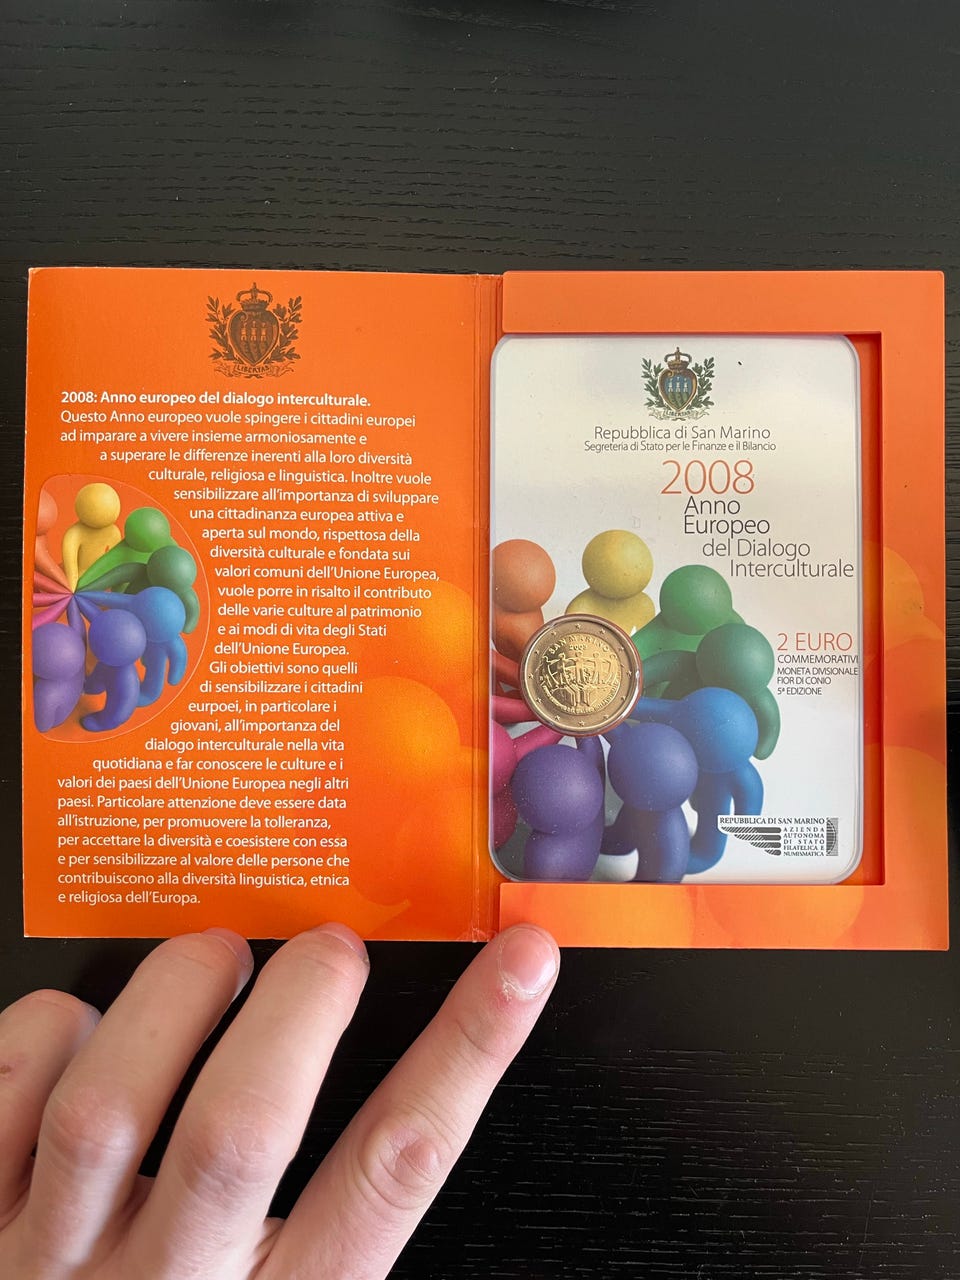 LIBERTAS
2008: Anno europeo del dialogo interculturale.
Questo Anno europeo vuole spingere i cittadini europei
ad imparare a vivere insieme armoniosamente e
a superare le differenze inerenti alla loro diversità
culturale, religiosa e linguistica. Inoltre vuole
sensibilizzare all'importanza di sviluppare
una cittadinanza europea attiva e
aperta sul mondo, rispettosa della
diversità culturale e fondata sui
valori comuni dell'Unione Europea,
vuole porre in risalto il contributo
delle varie culture al patrimonio
e ai modi di vita degli Stati
dell'Unione Europea.
Gli obiettivi sono quelli
di sensibilizzare i cittadini
eurpoei, in particolare i
giovani, all'importanza del
dialogo interculturale nella vita
quotidiana e far conoscere le culture e i
valori dei paesi dell'Unione Europea negli altri
paesi. Particolare attenzione deve essere data
all'istruzione, per promuovere la tolleranza,
per accettare la diversità e coesistere con essa
e per sensibilizzare al valore delle persone che
contribuiscono alla diversità linguistica, etnica
e religiosa dell'Europa.
LIBERTAS
Repubblica di San Marino
Segreteria di Stato per le Finanze e il Bilancio
2008
Anno
Europeo
del Dialogo
Interculturale
SAN MARINO
2008
2 EURO
COMMEMORATIVI
MONETA DIVISIONALE
FIOR DI CONIO
5ª EDIZIONE
REPUBBLICA DI SAN MARINO
AZIENDA
AUTONOMA
DI STATO
FILATELICA E
NUMISMATICA